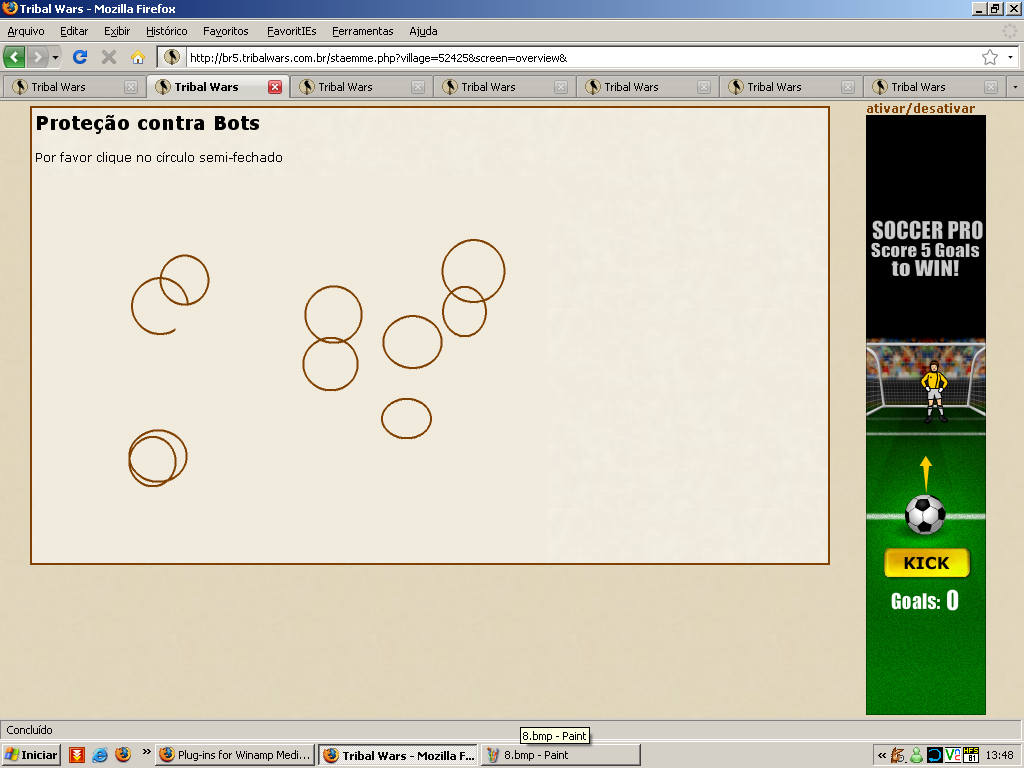 Tribal Wars - Mozilla Firefox
Arquivo Editar Exibir Histórico Favoritos FavoritIEs Ferramentas Ajuda
http://br5.tribalwars.com.br/staemme.php?village=52425&screen=overview&
Tribal Wars Tribal Wars Tribal Wars Tribal Wars Tribal Wars Tribal Wars Tribal Wars
ativar/desativar
Proteção contra Bots
Por favor clique no círculo semi-fechado
SOCCER PRO
Score 5 Goals
to WIN!
KICK
Goals: 0
Concluído
8.bmp - Paint
Iniciar » Plug-ins for Winamp Medi... Tribal Wars - Mozilla F... 8.bmp - Paint « 13:48